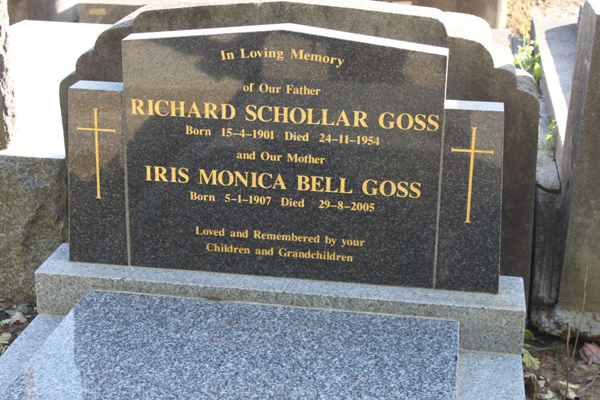 In Loving Memory
of Our Father
RICHARD SCHOLLAR GOSS
Born 15-4-1901 Died 24-11-1954
and Our Mother
IRIS MONICA BELL GOSS
Born 5-1-1907 Died 29-8-2005
Loved and Remembered by your
Children and Grandchildren